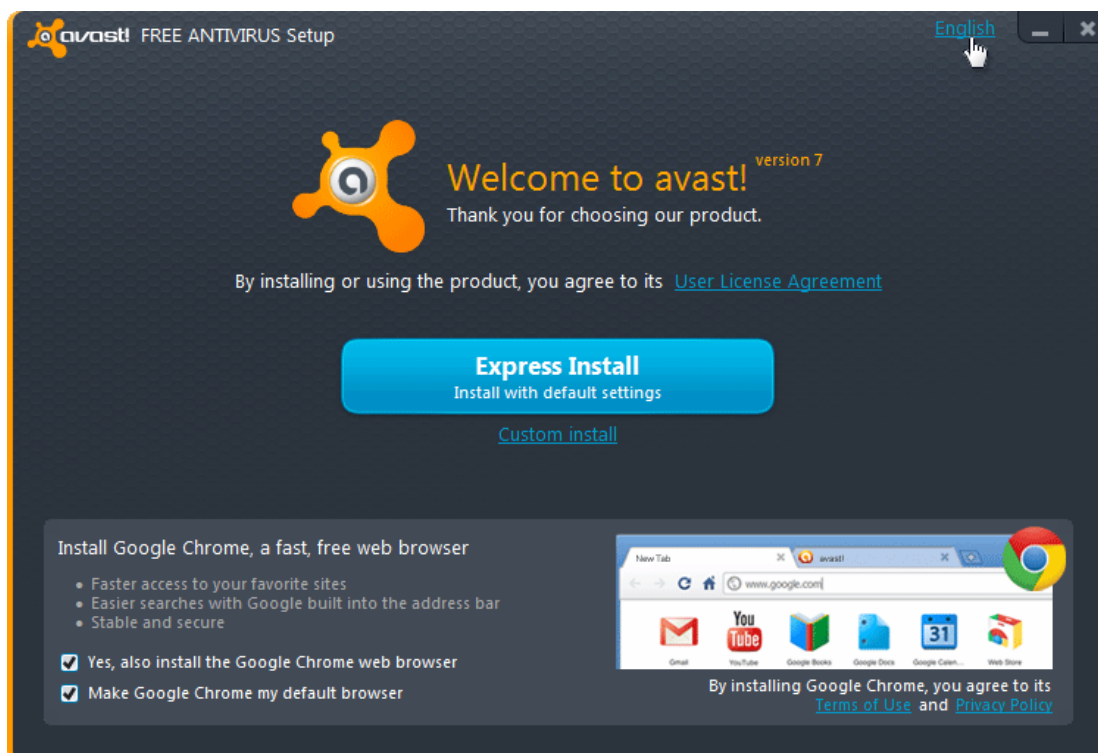 avast! FREE ANTIVIRUS Setup
English
Welcome to avast! version 7
Thank you for choosing our product.
By installing or using the product, you agree to its User License Agreement
Express Install
Install with default settings
Custom install
Install Google Chrome, a fast, free web browser
Faster access to your favorite sites
Easier searches with Google built into the address bar
Stable and secure
Yes, also install the Google Chrome web browser
Make Google Chrome my default browser
New Tab
avast!
www.google.com
You
Tube
31
Gmail
YouTube
Google Books
Google Docs
Google Calen...
Web Store
By installing Google Chrome, you agree to its
Terms of Use and Privacy Policy